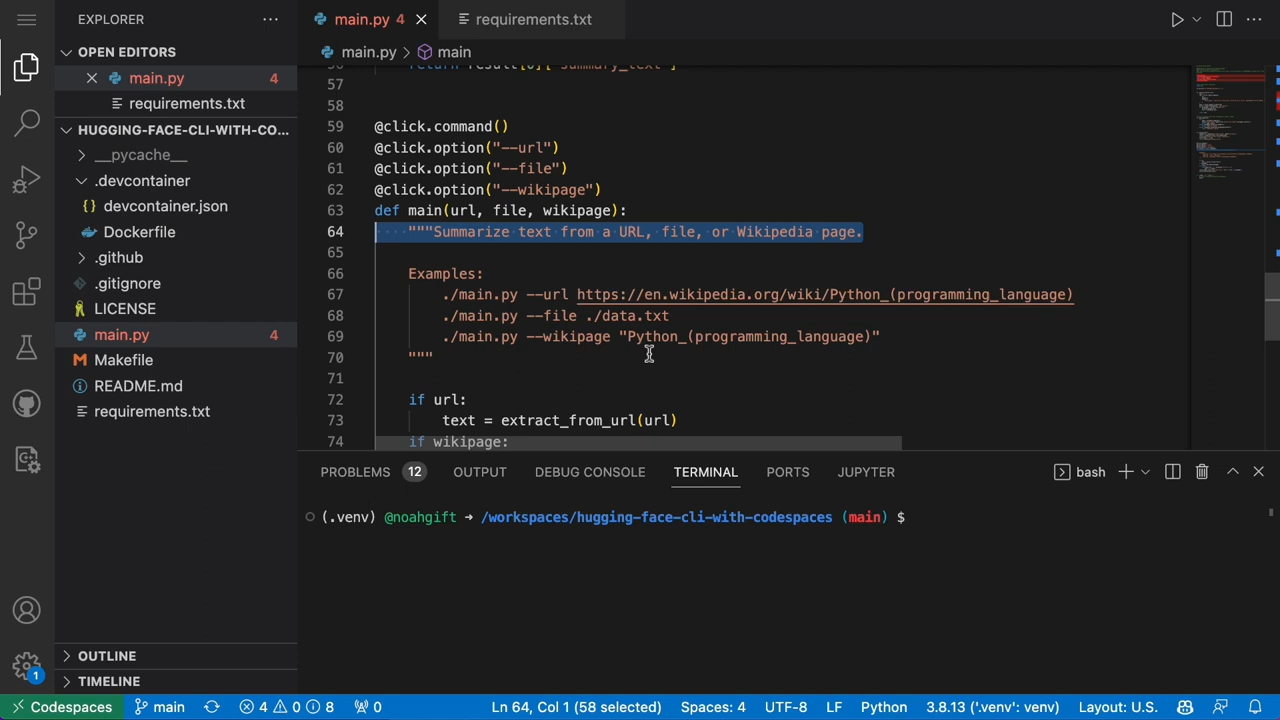 EXPLORER
OPEN EDITORS
main.py 4
requirements.txt
HUGGING-FACE-CLI-WITH-CO...
__pycache__
.devcontainer
{} devcontainer.json
Dockerfile
.github
.gitignore
LICENSE
main.py 4
Makefile
README.md
requirements.txt
OUTLINE
TIMELINE
main.py 4
requirements.txt
main.py > main
56 return result[0]["summary_text"]
57
58
59 @click.command()
60 @click.option("--url")
61 @click.option("--file")
62 @click.option("--wikipage")
63 def main(url, file, wikipage):
64 """Summarize text from a URL, file, or Wikipedia page.
65
66 Examples:
67 ./main.py --url https://en.wikipedia.org/wiki/Python_(programming_language)
68 ./main.py --file ./data.txt
69 ./main.py --wikipage "Python_(programming_language)"
70 """
71
72 if url:
73 text = extract_from_url(url)
74 if wikipage:
PROBLEMS 12 OUTPUT DEBUG CONSOLE TERMINAL PORTS JUPYTER bash
(.venv) @noahgift → /workspaces/hugging-face-cli-with-codespaces (main) $
1
Codespaces main 4 0 8 0 Ln 64, Col 1 (58 selected) Spaces: 4 UTF-8 LF Python 3.8.13 ('.venv': venv) Layout: U.S.